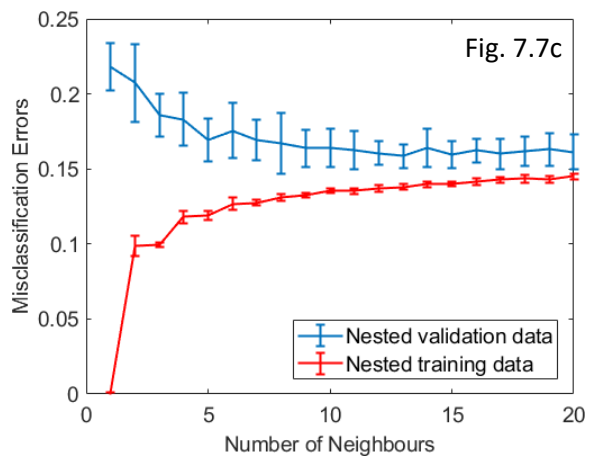 Fig. 7.7c
0.25
0.2
0.15
0.1
0.05
0
Misclassification Errors
Nested validation data
Nested training data
0 5 10 15 20
Number of Neighbours